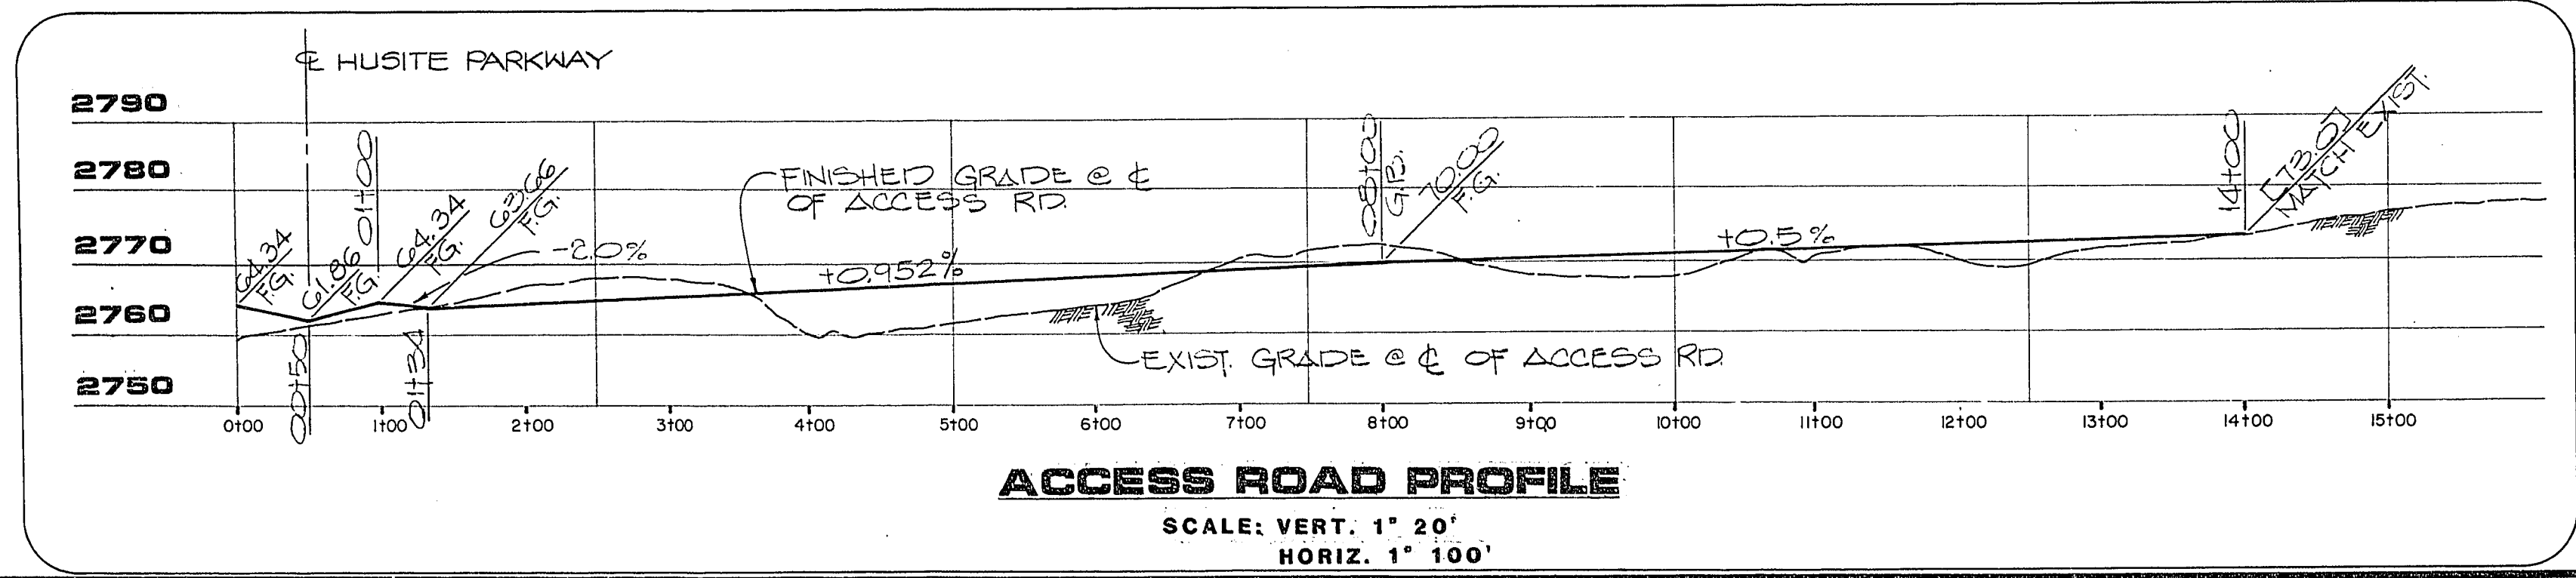 ℄ HUSITE PARKWAY
2790
2780
2770
2760
2750
64.34
F.G.
61.86
F.G.
01+00
64.34
F.G.
63.66
F.G.
-2.0%
00+50
01+34
FINISHED GRADE @ ℄
OF ACCESS RD.
+0.952%
08+00
G.B.
70.00
F.G.
+0.5%
14+00
[73.0]
MATCH EXIST.
EXIST. GRADE @ ℄ OF ACCESS RD.
0+00 1+00 2+00 3+00 4+00 5+00 6+00 7+00 8+00 9+00 10+00 11+00 12+00 13+00 14+00 15+00
ACCESS ROAD PROFILE
SCALE: VERT. 1" 20'
HORIZ. 1" 100'